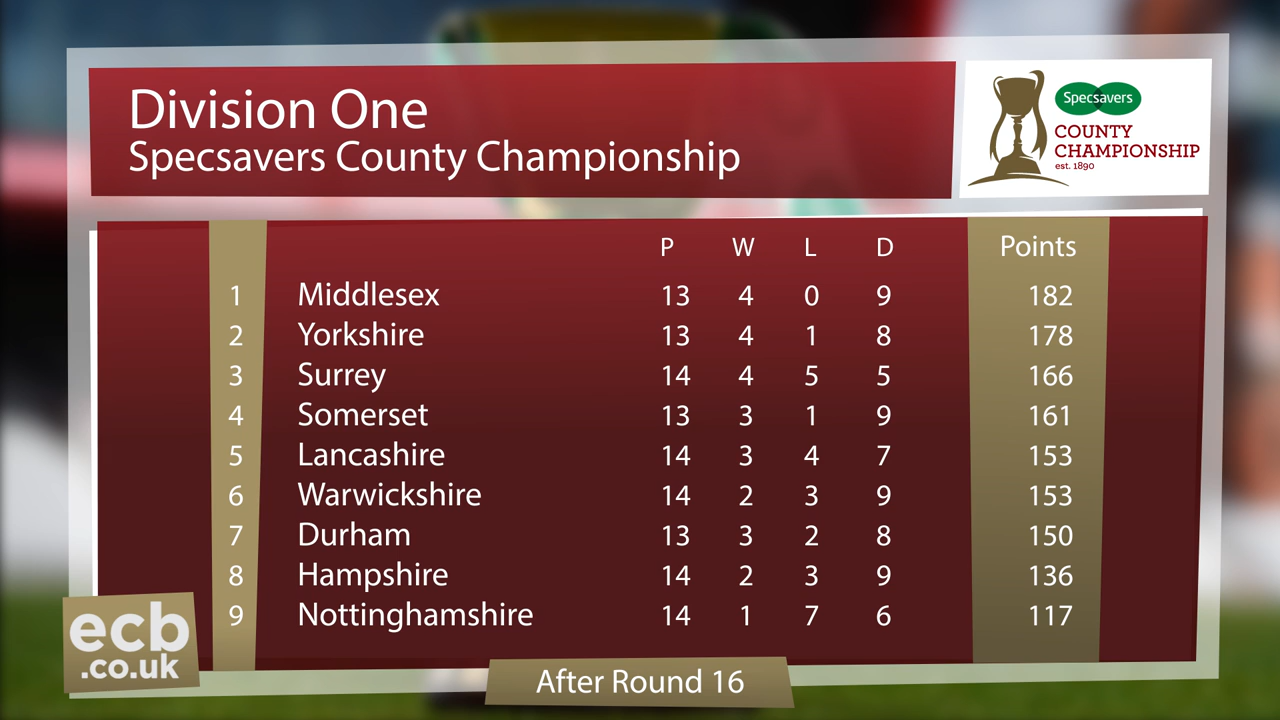 Division One
Specsavers County Championship
Specsavers
COUNTY
CHAMPIONSHIP
est. 1890
P W L D Points
1 Middlesex 13 4 0 9 182
2 Yorkshire 13 4 1 8 178
3 Surrey 14 4 5 5 166
4 Somerset 13 3 1 9 161
5 Lancashire 14 3 4 7 153
6 Warwickshire 14 2 3 9 153
7 Durham 13 3 2 8 150
8 Hampshire 14 2 3 9 136
9 Nottinghamshire 14 1 7 6 117
ecb
.co.uk
After Round 16